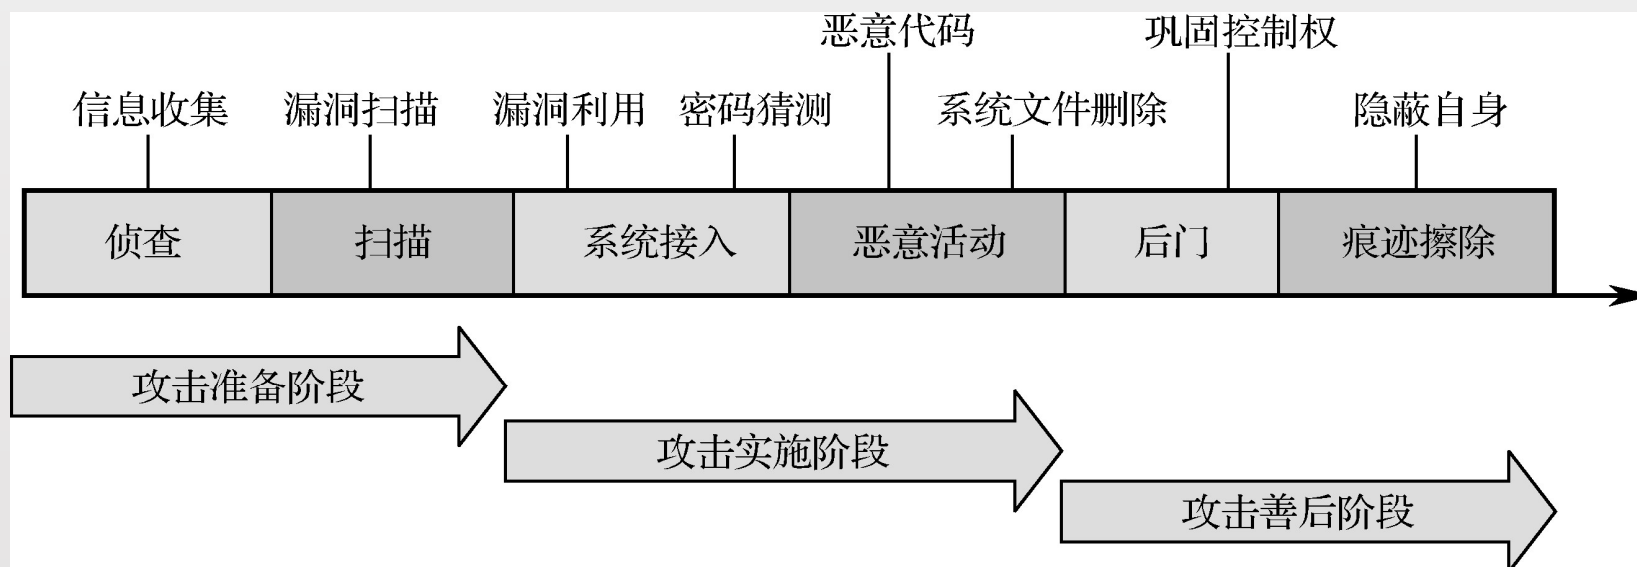 恶意代码
巩固控制权
信息收集
漏洞扫描
漏洞利用
密码猜测
系统文件删除
隐蔽自身
侦查
扫描
系统接入
恶意活动
后门
痕迹擦除
攻击准备阶段
攻击实施阶段
攻击善后阶段